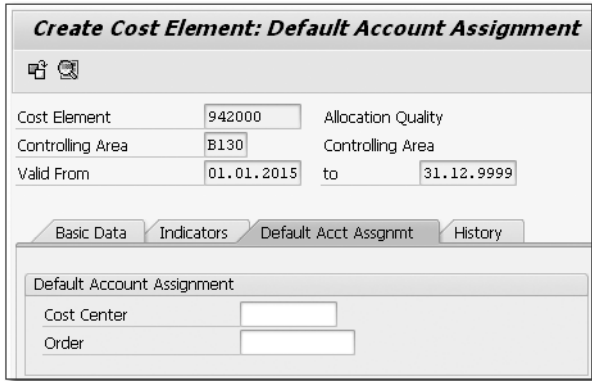 Create Cost Element: Default Account Assignment
Cost Element 942000 Allocation Quality
Controlling Area B130 Controlling Area
Valid From 01.01.2015 to 31.12.9999
Basic Data Indicators Default Acct Assgnmt History
Default Account Assignment
Cost Center
Order